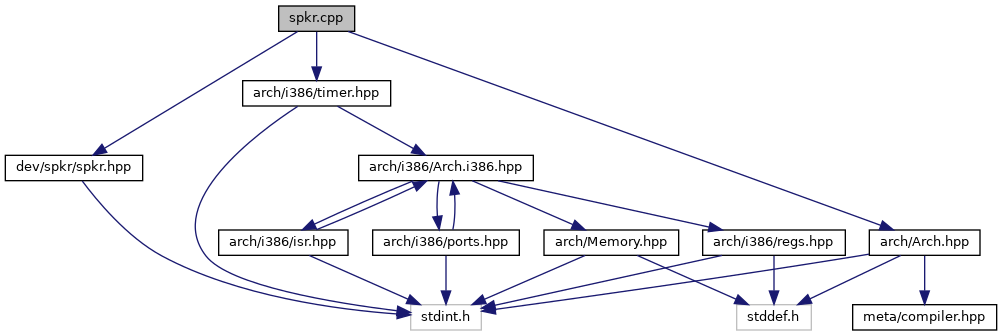 spkr.cpp
arch/i386/timer.hpp
dev/spkr/spkr.hpp
arch/i386/Arch.i386.hpp
arch/i386/isr.hpp
arch/i386/ports.hpp
arch/Memory.hpp
arch/i386/regs.hpp
arch/Arch.hpp
stdint.h
stddef.h
meta/compiler.hpp